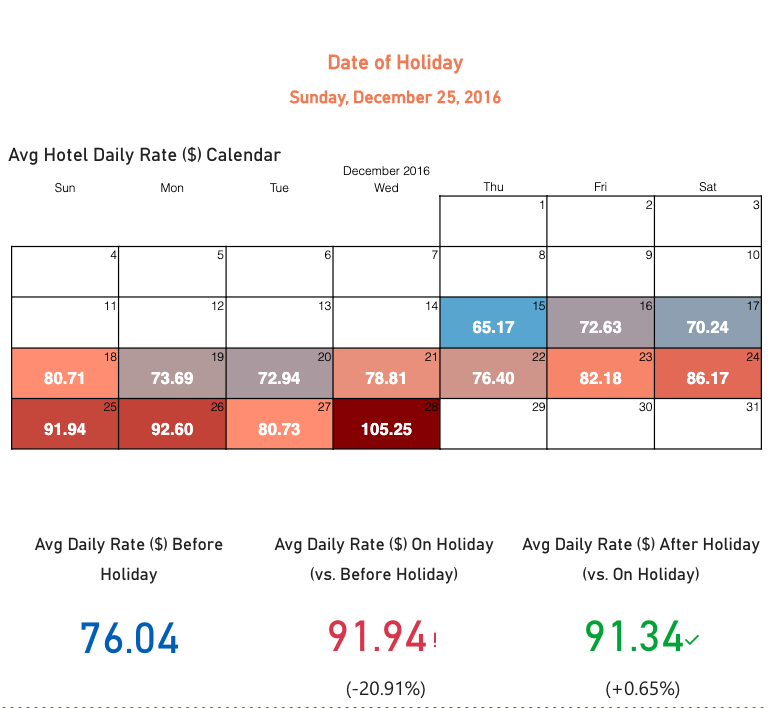 Date of Holiday
Sunday, December 25, 2016
Avg Hotel Daily Rate ($) Calendar
December 2016
Sun Mon Tue Wed Thu Fri Sat
1 2 3
4 5 6 7 8 9 10
11 12 13 14 15 16 17
65.17 72.63 70.24
18 19 20 21 22 23 24
80.71 73.69 72.94 78.81 76.40 82.18 86.17
25 26 27 28 29 30 31
91.94 92.60 80.73 105.25
Avg Daily Rate ($) Before
Holiday
76.04
Avg Daily Rate ($) On Holiday
(vs. Before Holiday)
91.94!
(-20.91%)
Avg Daily Rate ($) After Holiday
(vs. On Holiday)
91.34✓
(+0.65%)